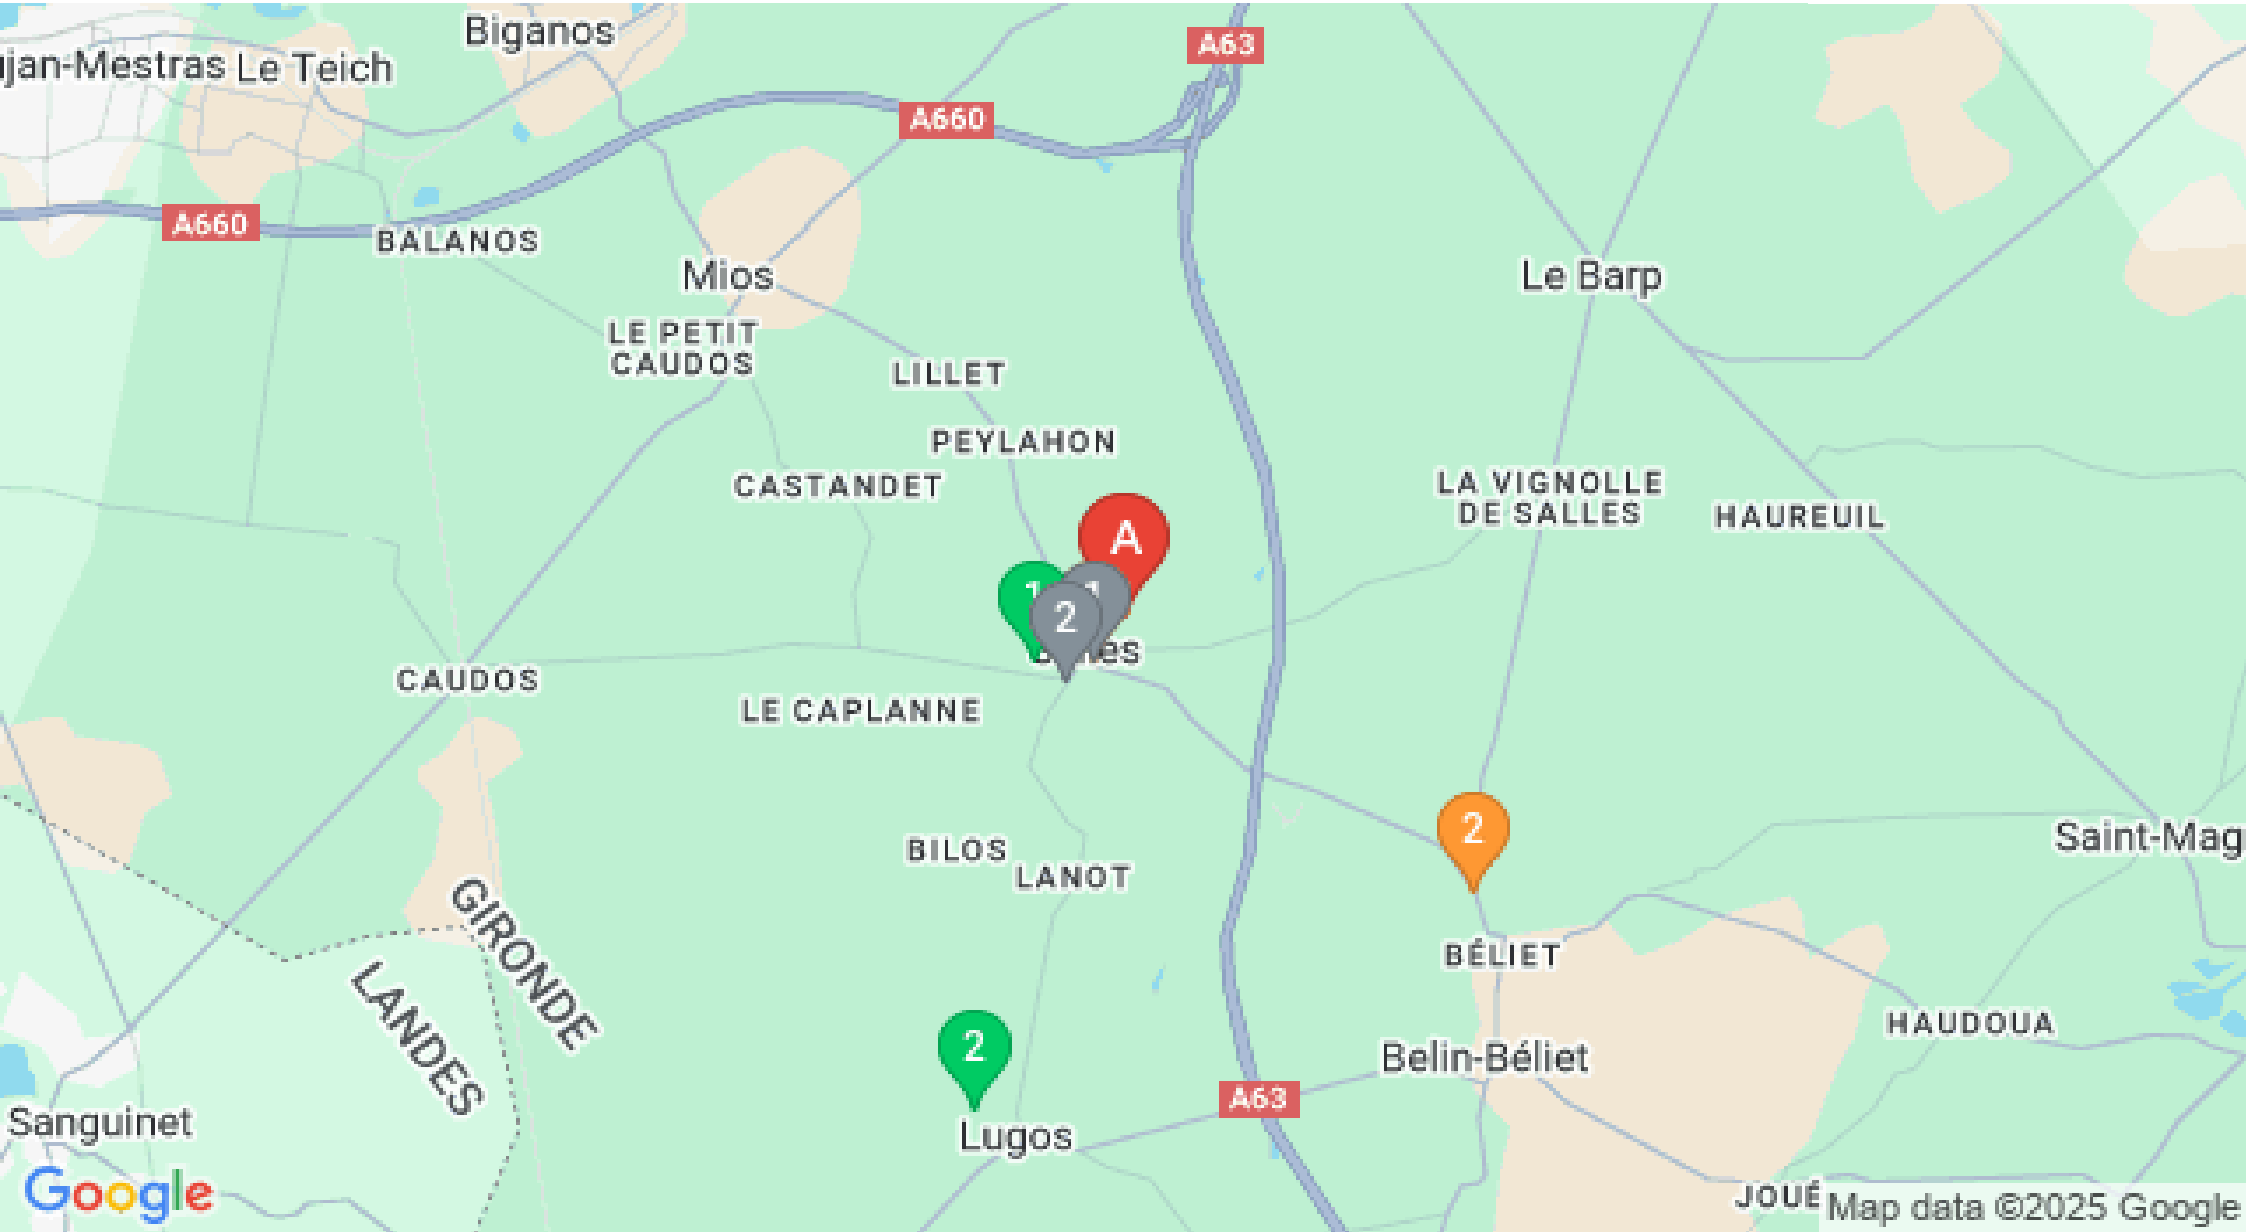 Biganos
A63
jan-Mestras
Le Teich
A660
A660
BALANOS
Mios
Le Barp
LE PETIT
CAUDOS
LILLET
PEYLAHON
CASTANDET
LA VIGNOLLE
DE SALLES
HAUREUIL
A
1
1
2
CAUDOS
LE CAPLANNE
2
Saint-Mag
BILOS
LANOT
GIRONDE
LANDES
BÉLIET
HAUDOUA
2
Belin-Béliet
A63
Sanguinet
Lugos
Google
JOUÉ
Map data ©2025 Google